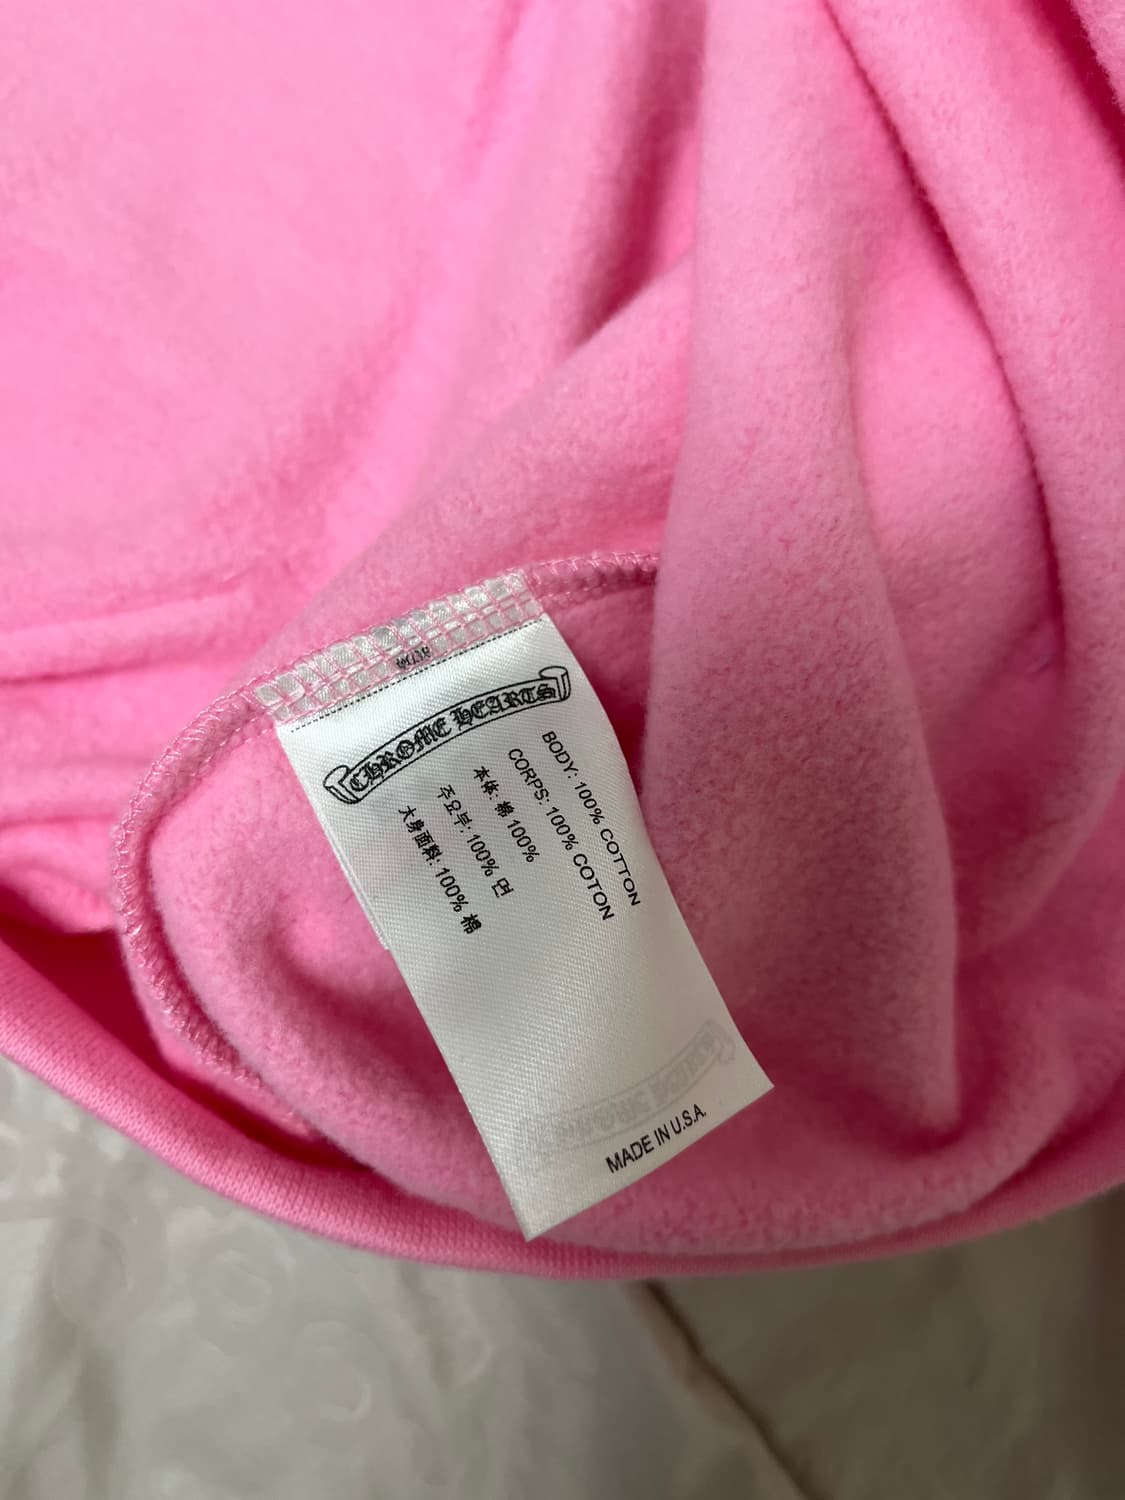 CHROME HEARTS
BODY: 100% COTTON
CORPS: 100% COTON
本体: 棉 100%
주요부: 100% 면
大身面料: 100% 棉
MADE IN U.S.A.